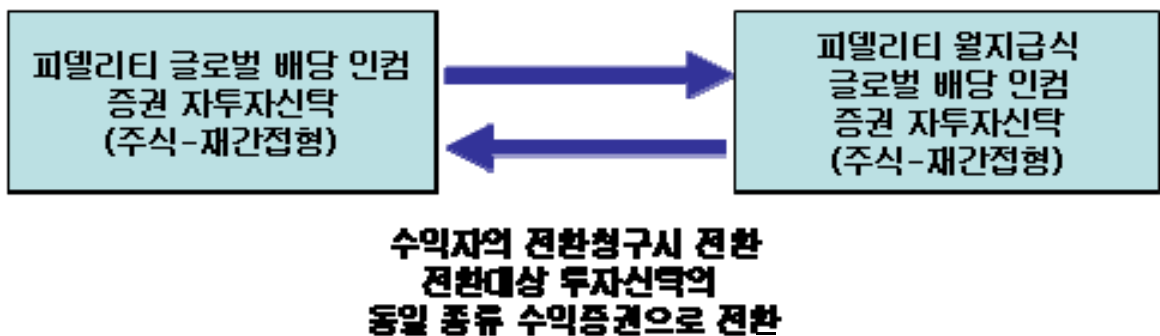 피델리티 글로벌 배당 인컴
증권 자투자신탁
(주식-재간접형)
피델리티 월지급식
글로벌 배당 인컴
증권 자투자신탁
(주식-재간접형)
수익자의 전환청구시 전환
전환대상 투자신탁의
동일 종류 수익증권으로 전환